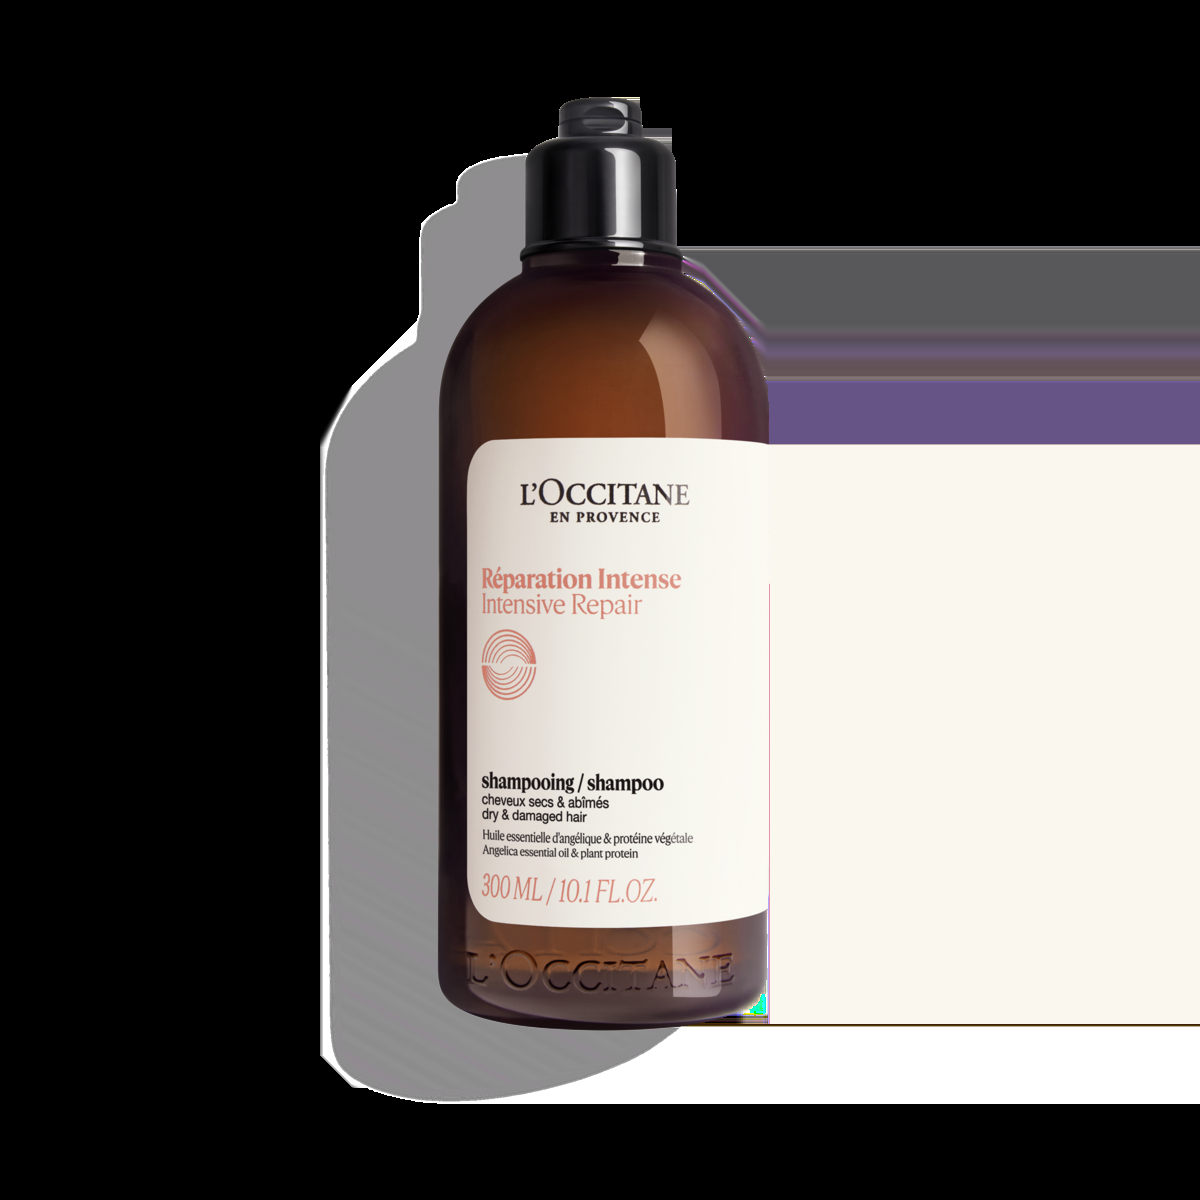 L'OCCITANE
EN PROVENCE
Réparation Intense
Intensive Repair
shampooing / shampoo
cheveux secs & abîmés
dry & damaged hair
Huile essentielle d'angélique & protéine végétale
Angelica essential oil & plant protein
300 ML / 10.1 FL.OZ.
L'OCCITANE